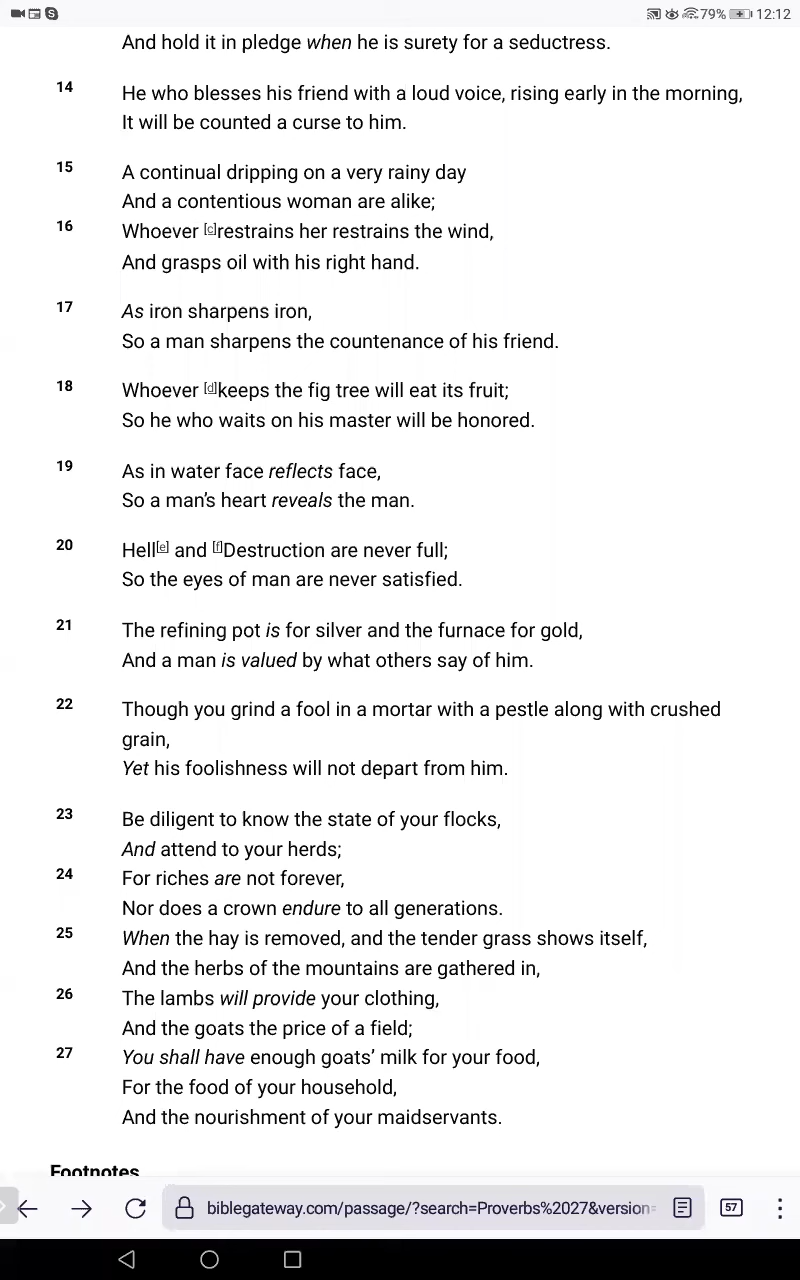 79% 12:12
And hold it in pledge when he is surety for a seductress.
14 He who blesses his friend with a loud voice, rising early in the morning,
It will be counted a curse to him.
15 A continual dripping on a very rainy day
And a contentious woman are alike;
16 Whoever [c]restrains her restrains the wind,
And grasps oil with his right hand.
17 As iron sharpens iron,
So a man sharpens the countenance of his friend.
18 Whoever [d]keeps the fig tree will eat its fruit;
So he who waits on his master will be honored.
19 As in water face reflects face,
So a man’s heart reveals the man.
20 Hell[e] and [f]Destruction are never full;
So the eyes of man are never satisfied.
21 The refining pot is for silver and the furnace for gold,
And a man is valued by what others say of him.
22 Though you grind a fool in a mortar with a pestle along with crushed
grain,
Yet his foolishness will not depart from him.
23 Be diligent to know the state of your flocks,
And attend to your herds;
24 For riches are not forever,
Nor does a crown endure to all generations.
25 When the hay is removed, and the tender grass shows itself,
And the herbs of the mountains are gathered in,
26 The lambs will provide your clothing,
And the goats the price of a field;
27 You shall have enough goats’ milk for your food,
For the food of your household,
And the nourishment of your maidservants.
Footnotes
biblegateway.com/passage/?search=Proverbs%2027&version= 57